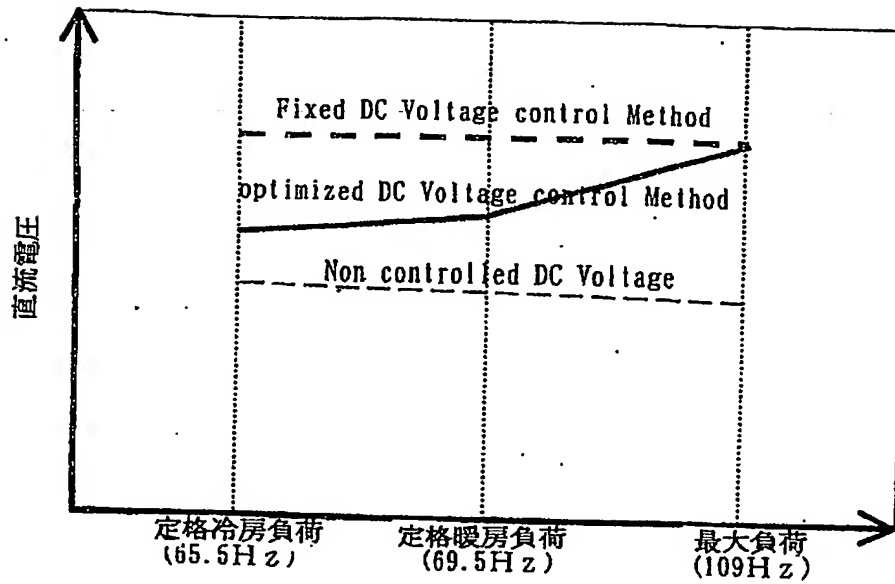 Fixed DC Voltage control Method
optimized DC Voltage control Method
Non controlled DC Voltage
直流電圧
定格冷房負荷
(65.5Hz)
定格暖房負荷
(69.5Hz)
最大負荷
(109Hz)